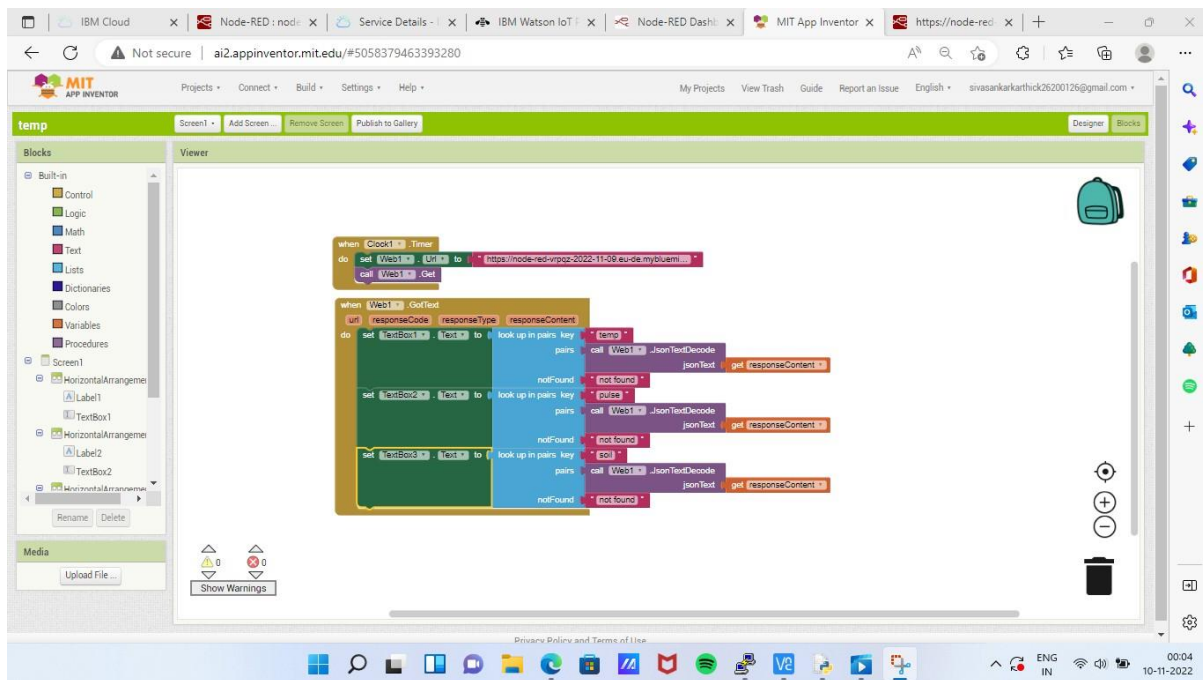 IBM Cloud
Node-RED : node
Service Details -
IBM Watson IoT
Node-RED Dash
MIT App Inventor
https://node-red
Not secure
ai2.appinventor.mit.edu/#5058379463393280
MIT
APP INVENTOR
Projects
Connect
Build
Settings
Help
My Projects
View Trash
Guide
Report an Issue
English
sivasankarkarthick26200126@gmail.com
temp
Screen1
Add Screen ...
Remove Screen
Publish to Gallery
Designer
Blocks
Blocks
Viewer
Built-in
Control
Logic
Math
Text
Lists
Dictionaries
Colors
Variables
Procedures
Screen1
HorizontalArrangemer
Label1
TextBox1
HorizontalArrangemer
Label2
TextBox2
HorizontalArrangemer
Rename
Delete
Media
Upload File ...
when Clock1 .Timer
do set Web1 . Url to " https://node-red-vrpqz-2022-11-09.eu-de.mybluemi... "
call Web1 .Get
when Web1 .GotText
url responseCode responseType responseContent
do set TextBox1 . Text to look up in pairs key " temp "
pairs call Web1 .JsonTextDecode
jsonText get responseContent
notFound " not found "
set TextBox2 . Text to look up in pairs key " pulse "
pairs call Web1 .JsonTextDecode
jsonText get responseContent
notFound " not found "
set TextBox3 . Text to look up in pairs key " soil "
pairs call Web1 .JsonTextDecode
jsonText get responseContent
notFound " not found "
0
0
Show Warnings
Privacy Policy and Terms of Use
ENG
IN
00:04
10-11-2022